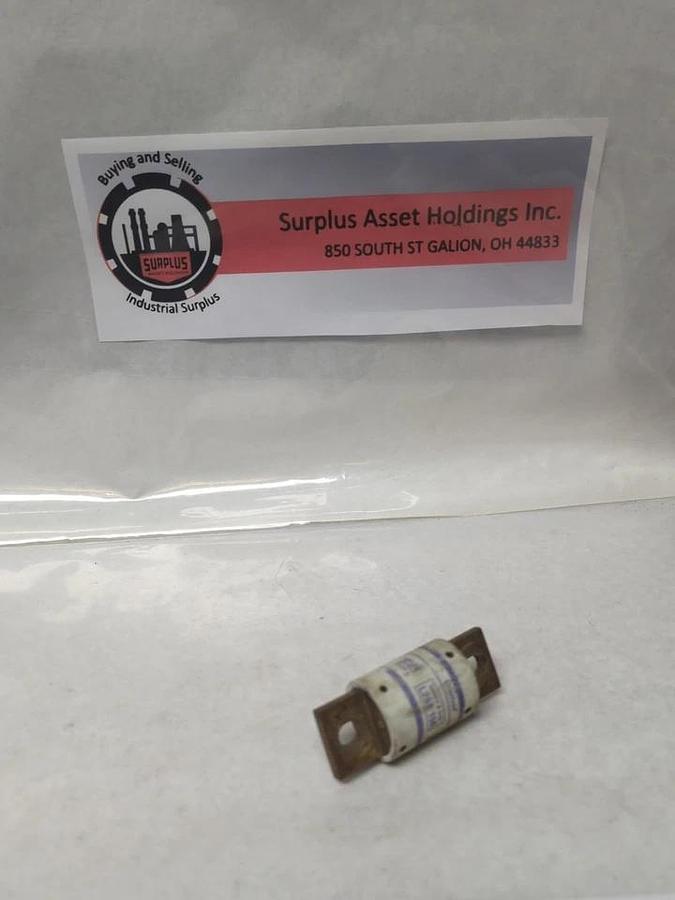 Buying and Selling
SURPLUS
Industrial Surplus
Surplus Asset Holdings Inc.
850 SOUTH ST GALION, OH 44833